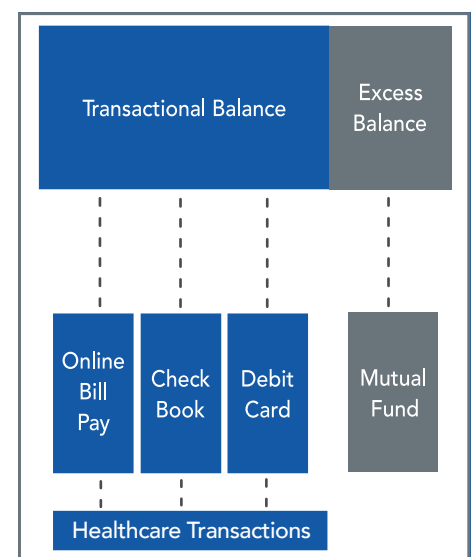 Transactional Balance
Excess
Balance
Online
Bill
Pay
Check
Book
Debit
Card
Mutual
Fund
Healthcare Transactions